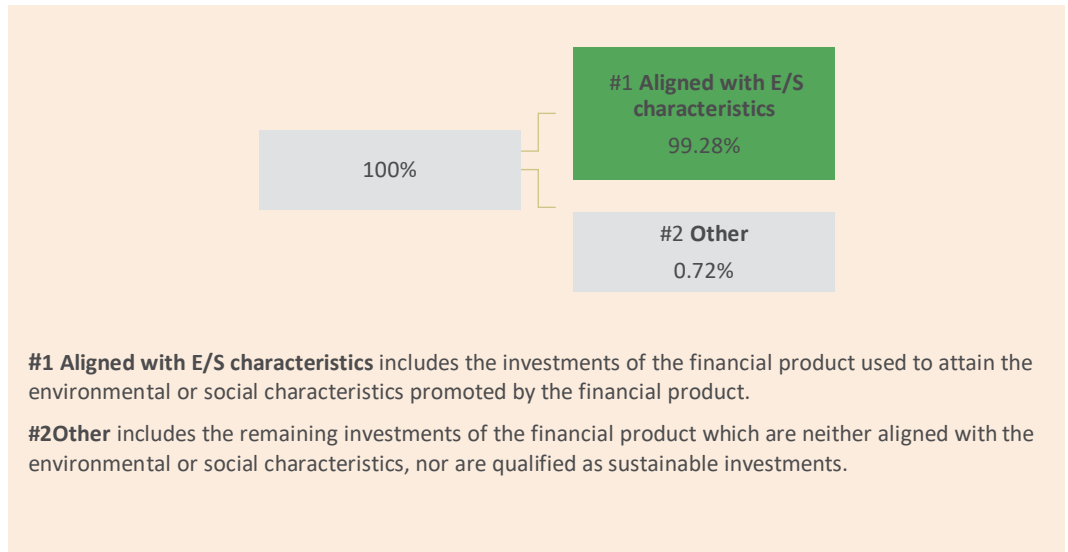 #1 Aligned with E/S
characteristics
99.28%
100%
#2 Other
0.72%
#1 Aligned with E/S characteristics includes the investments of the financial product used to attain the
environmental or social characteristics promoted by the financial product.
#2Other includes the remaining investments of the financial product which are neither aligned with the
environmental or social characteristics, nor are qualified as sustainable investments.